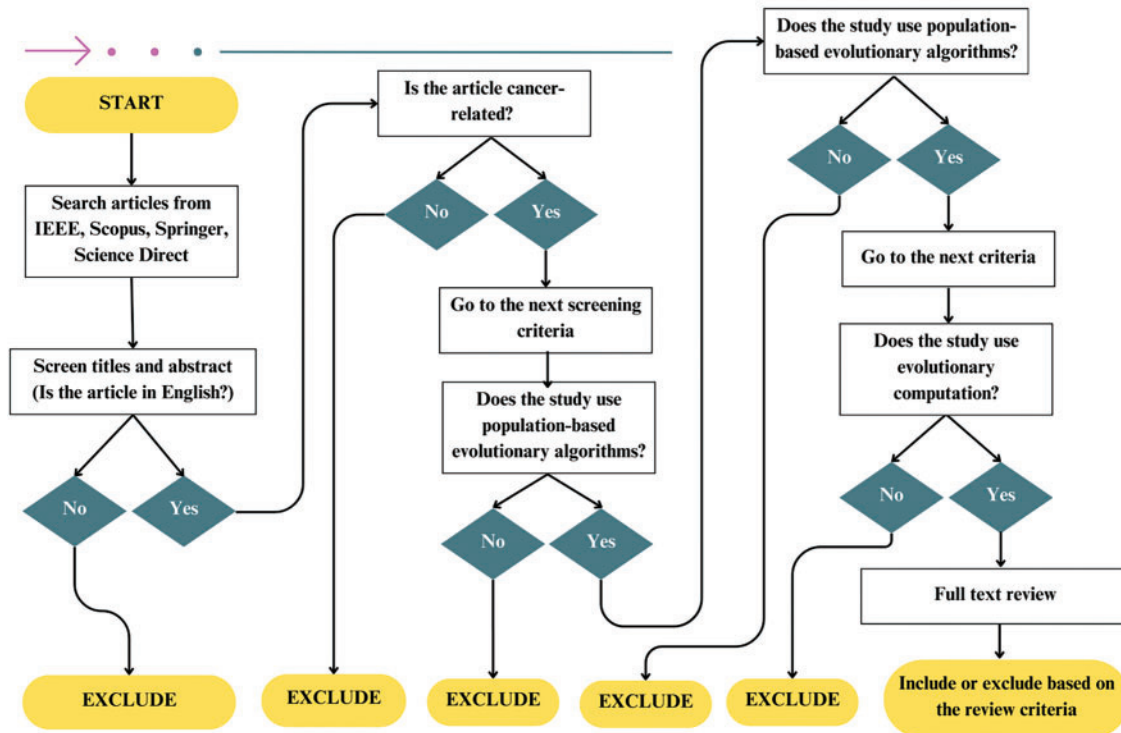 START
Search articles from
IEEE, Scopus, Springer,
Science Direct
Screen titles and abstract
(Is the article in English?)
No
Yes
EXCLUDE
Is the article cancer-
related?
No
Yes
EXCLUDE
Go to the next screening
criteria
Does the study use
population-based
evolutionary algorithms?
No
Yes
EXCLUDE
Does the study use population-
based evolutionary algorithms?
No
Yes
EXCLUDE
Go to the next criteria
Does the study use
evolutionary
computation?
No
Yes
EXCLUDE
Full text review
Include or exclude based on
the review criteria